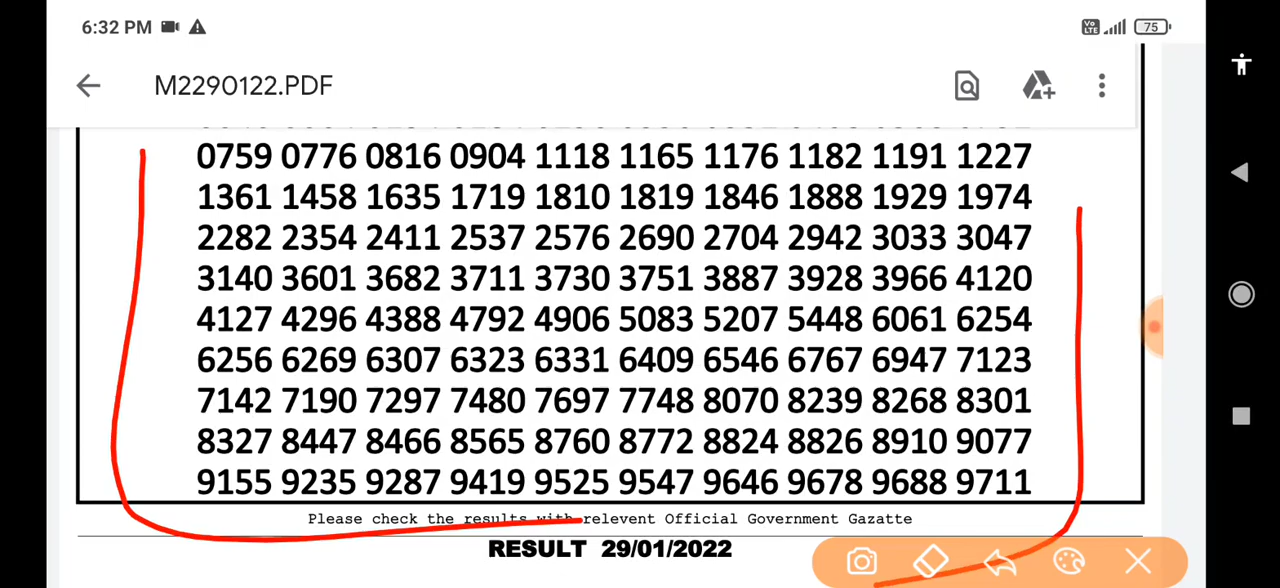 6:32 PM
Vo LTE 75
M2290122.PDF
0759 0776 0816 0904 1118 1165 1176 1182 1191 1227
1361 1458 1635 1719 1810 1819 1846 1888 1929 1974
2282 2354 2411 2537 2576 2690 2704 2942 3033 3047
3140 3601 3682 3711 3730 3751 3887 3928 3966 4120
4127 4296 4388 4792 4906 5083 5207 5448 6061 6254
6256 6269 6307 6323 6331 6409 6546 6767 6947 7123
7142 7190 7297 7480 7697 7748 8070 8239 8268 8301
8327 8447 8466 8565 8760 8772 8824 8826 8910 9077
9155 9235 9287 9419 9525 9547 9646 9678 9688 9711
Please check the results with relevent Official Government Gazatte
RESULT 29/01/2022